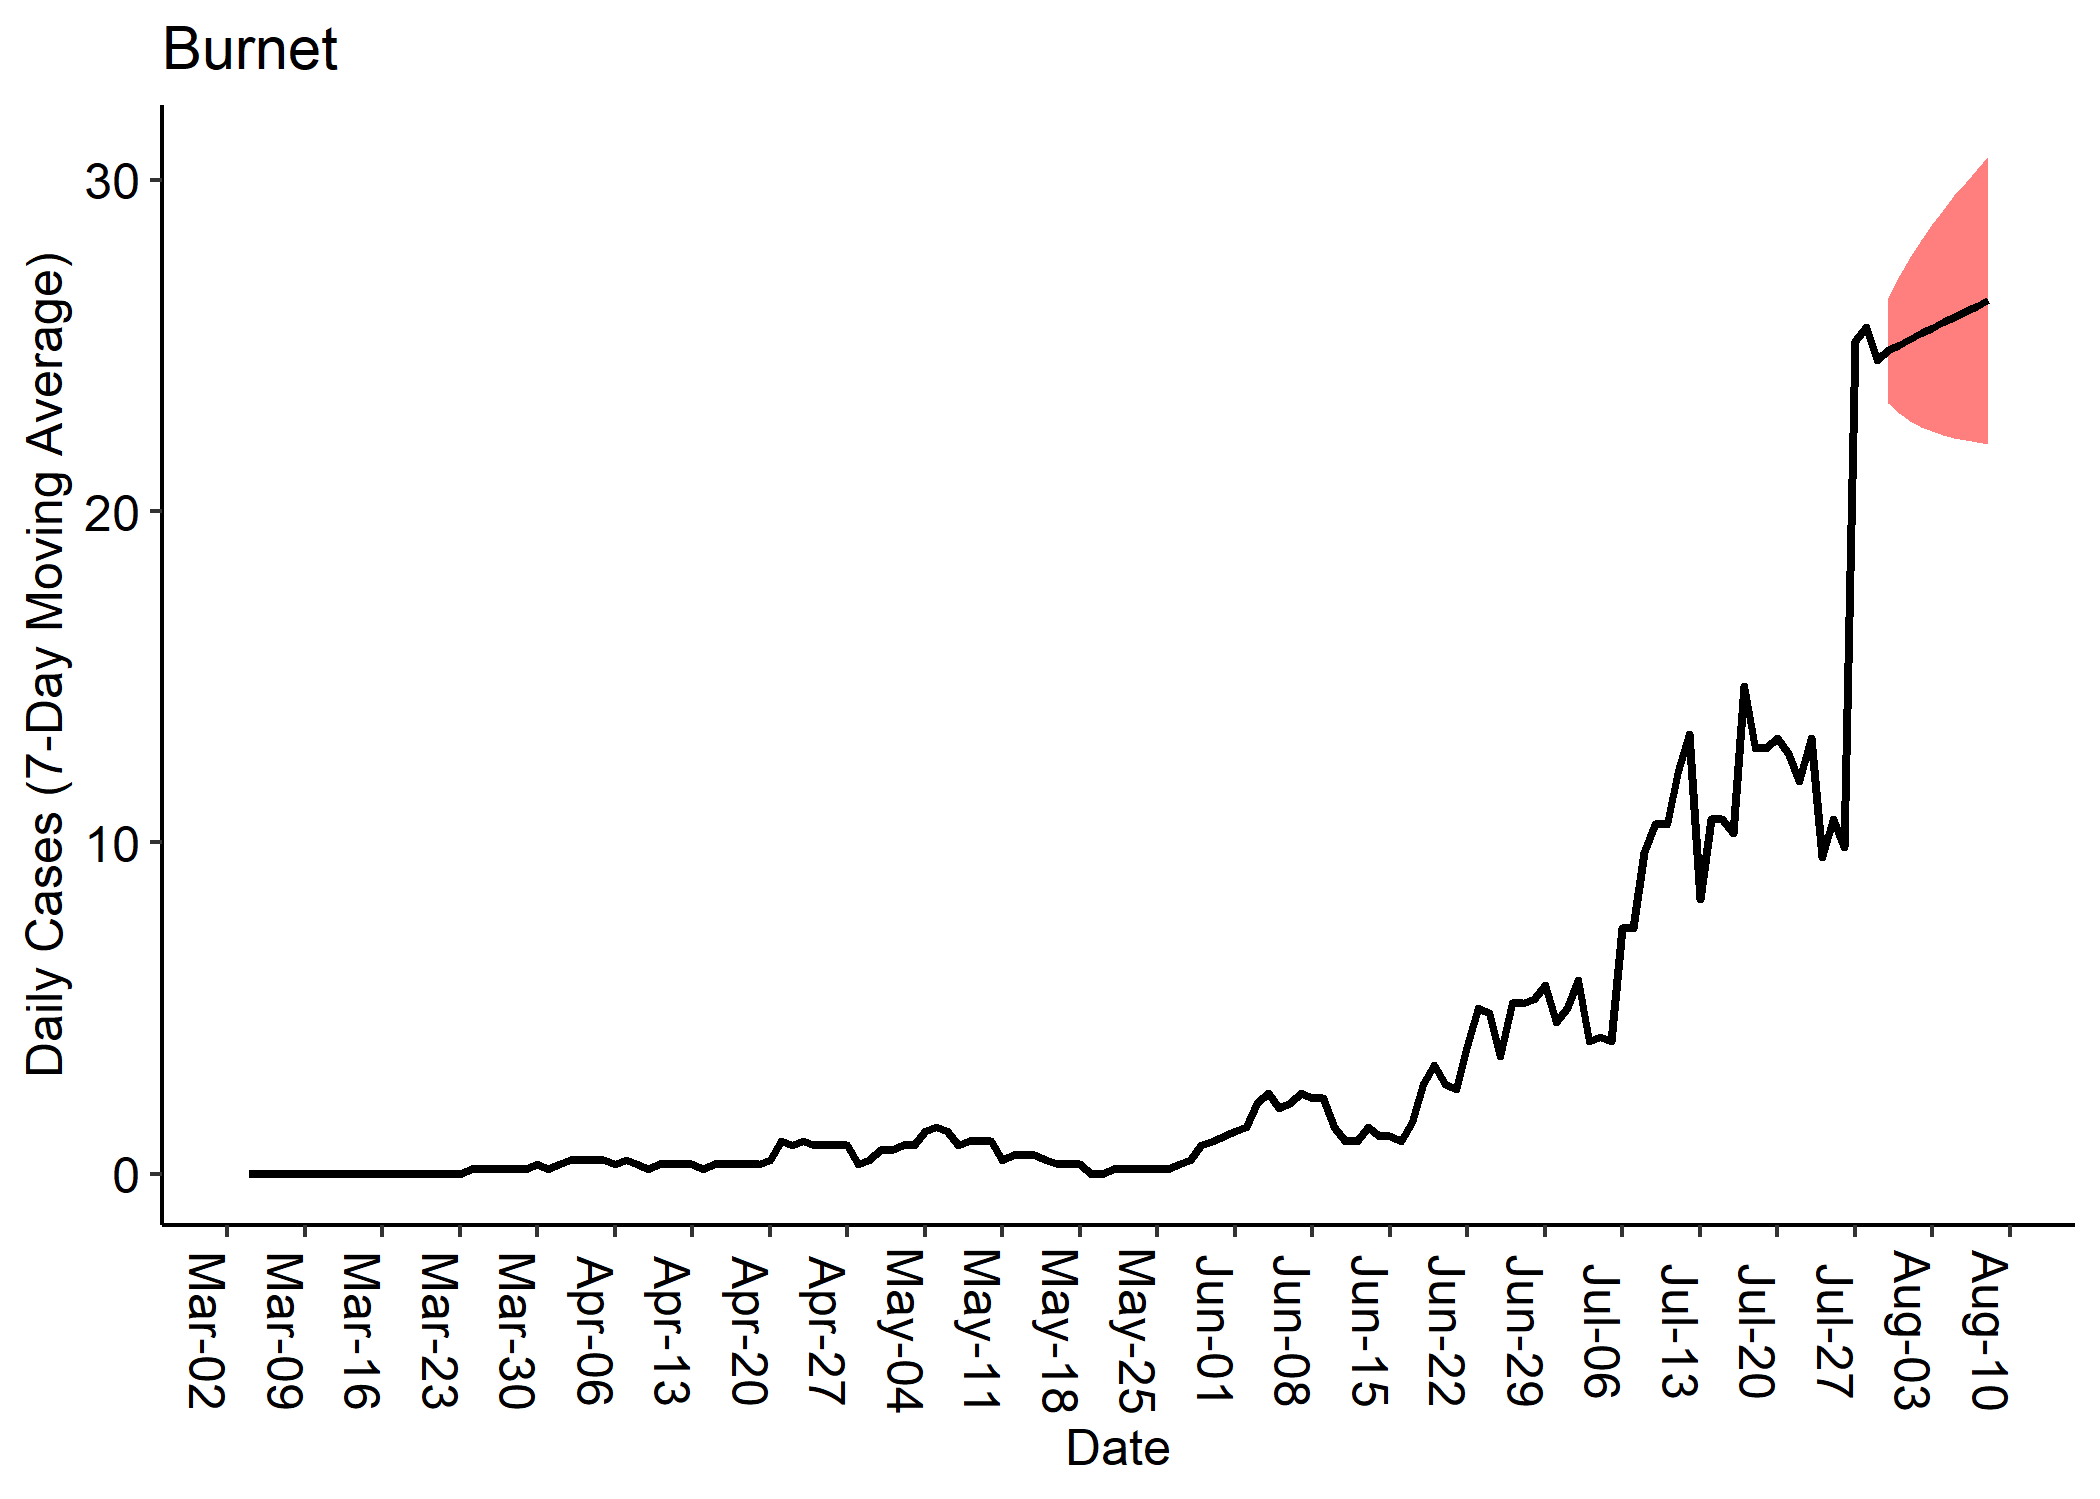 Burnet
Daily Cases (7-Day Moving Average)
30
20
10
0
Mar-02
Mar-09
Mar-16
Mar-23
Mar-30
Apr-06
Apr-13
Apr-20
Apr-27
May-04
May-11
May-18
May-25
Jun-01
Jun-08
Jun-15
Jun-22
Jun-29
Jul-06
Jul-13
Jul-20
Jul-27
Aug-03
Aug-10
Date